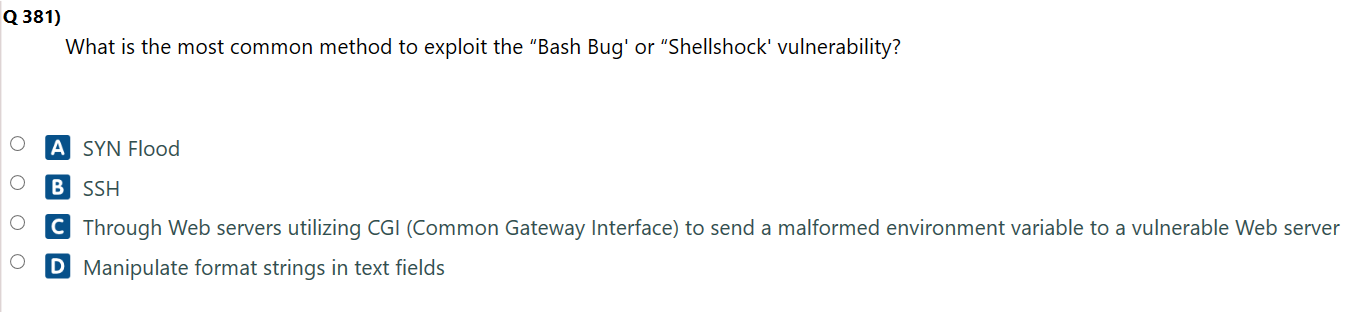 Q 381)
What is the most common method to exploit the “Bash Bug' or “Shellshock' vulnerability?
A SYN Flood
B SSH
C Through Web servers utilizing CGI (Common Gateway Interface) to send a malformed environment variable to a vulnerable Web server
D Manipulate format strings in text fields